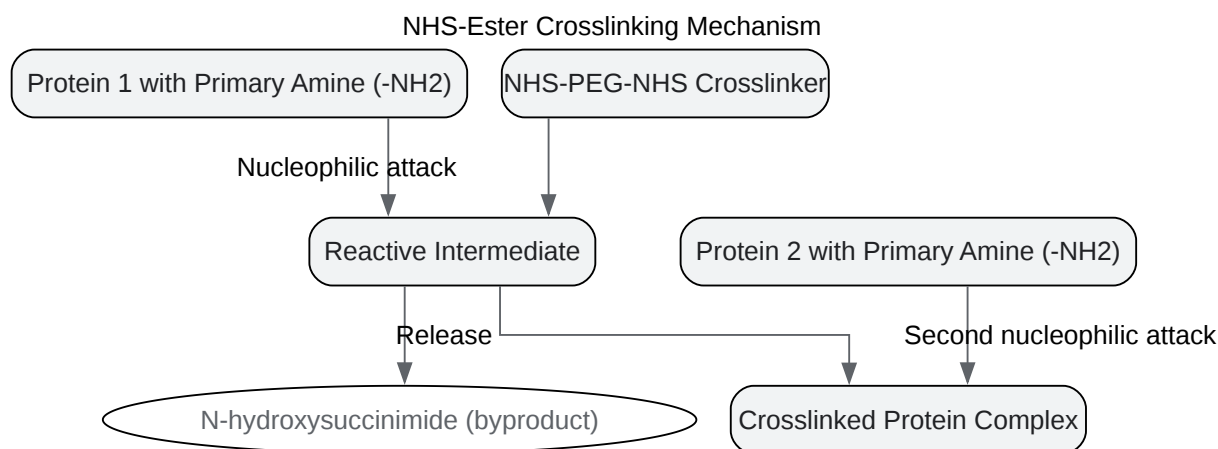 NHS-Ester Crosslinking Mechanism
Protein 1 with Primary Amine (-NH2)
NHS-PEG-NHS Crosslinker
Nucleophilic attack
Reactive Intermediate
Protein 2 with Primary Amine (-NH2)
Release
Second nucleophilic attack
N-hydroxysuccinimide (byproduct)
Crosslinked Protein Complex